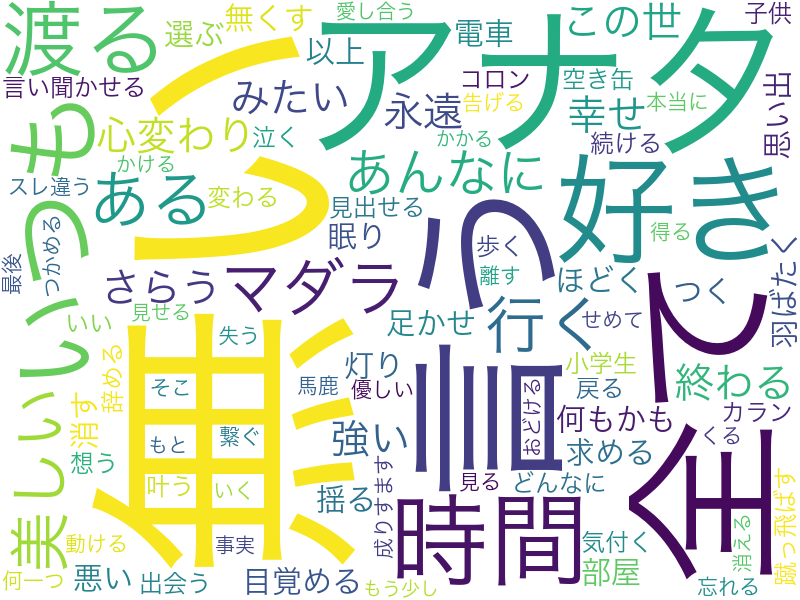 無い
アナタ
全て
好き
言う
時間
いつも
美しい
渡る
ある
あんなに
行く
マダラ
さらう
心変わり
みたい
永遠
この世
幸せ
終わる
強い
思い出
羽ばたく
選ぶ
無くす
愛し合う
以上
電車
子供
言い聞かせる
コロン
告げる
空き缶
本当に
泣く
かかる
続ける
かける
スレ違う
変わる
見出せる
眠り
歩く
得る
最後
つかめる
離す
ほどく
つく
いい
見せる
足かせ
せめて
失う
灯り
小学生
辞める
消す
そこ
馬鹿
優しい
おどける
戻る
何もかも
カラン
もと
繋ぐ
想う
求める
くる
叶う
いく
揺る
成りすます
見る
どんなに
動ける
事実
気付く
消える
蹴っ飛ばす
何一つ
悪い
出会う
目覚める
もう少し
部屋
忘れる